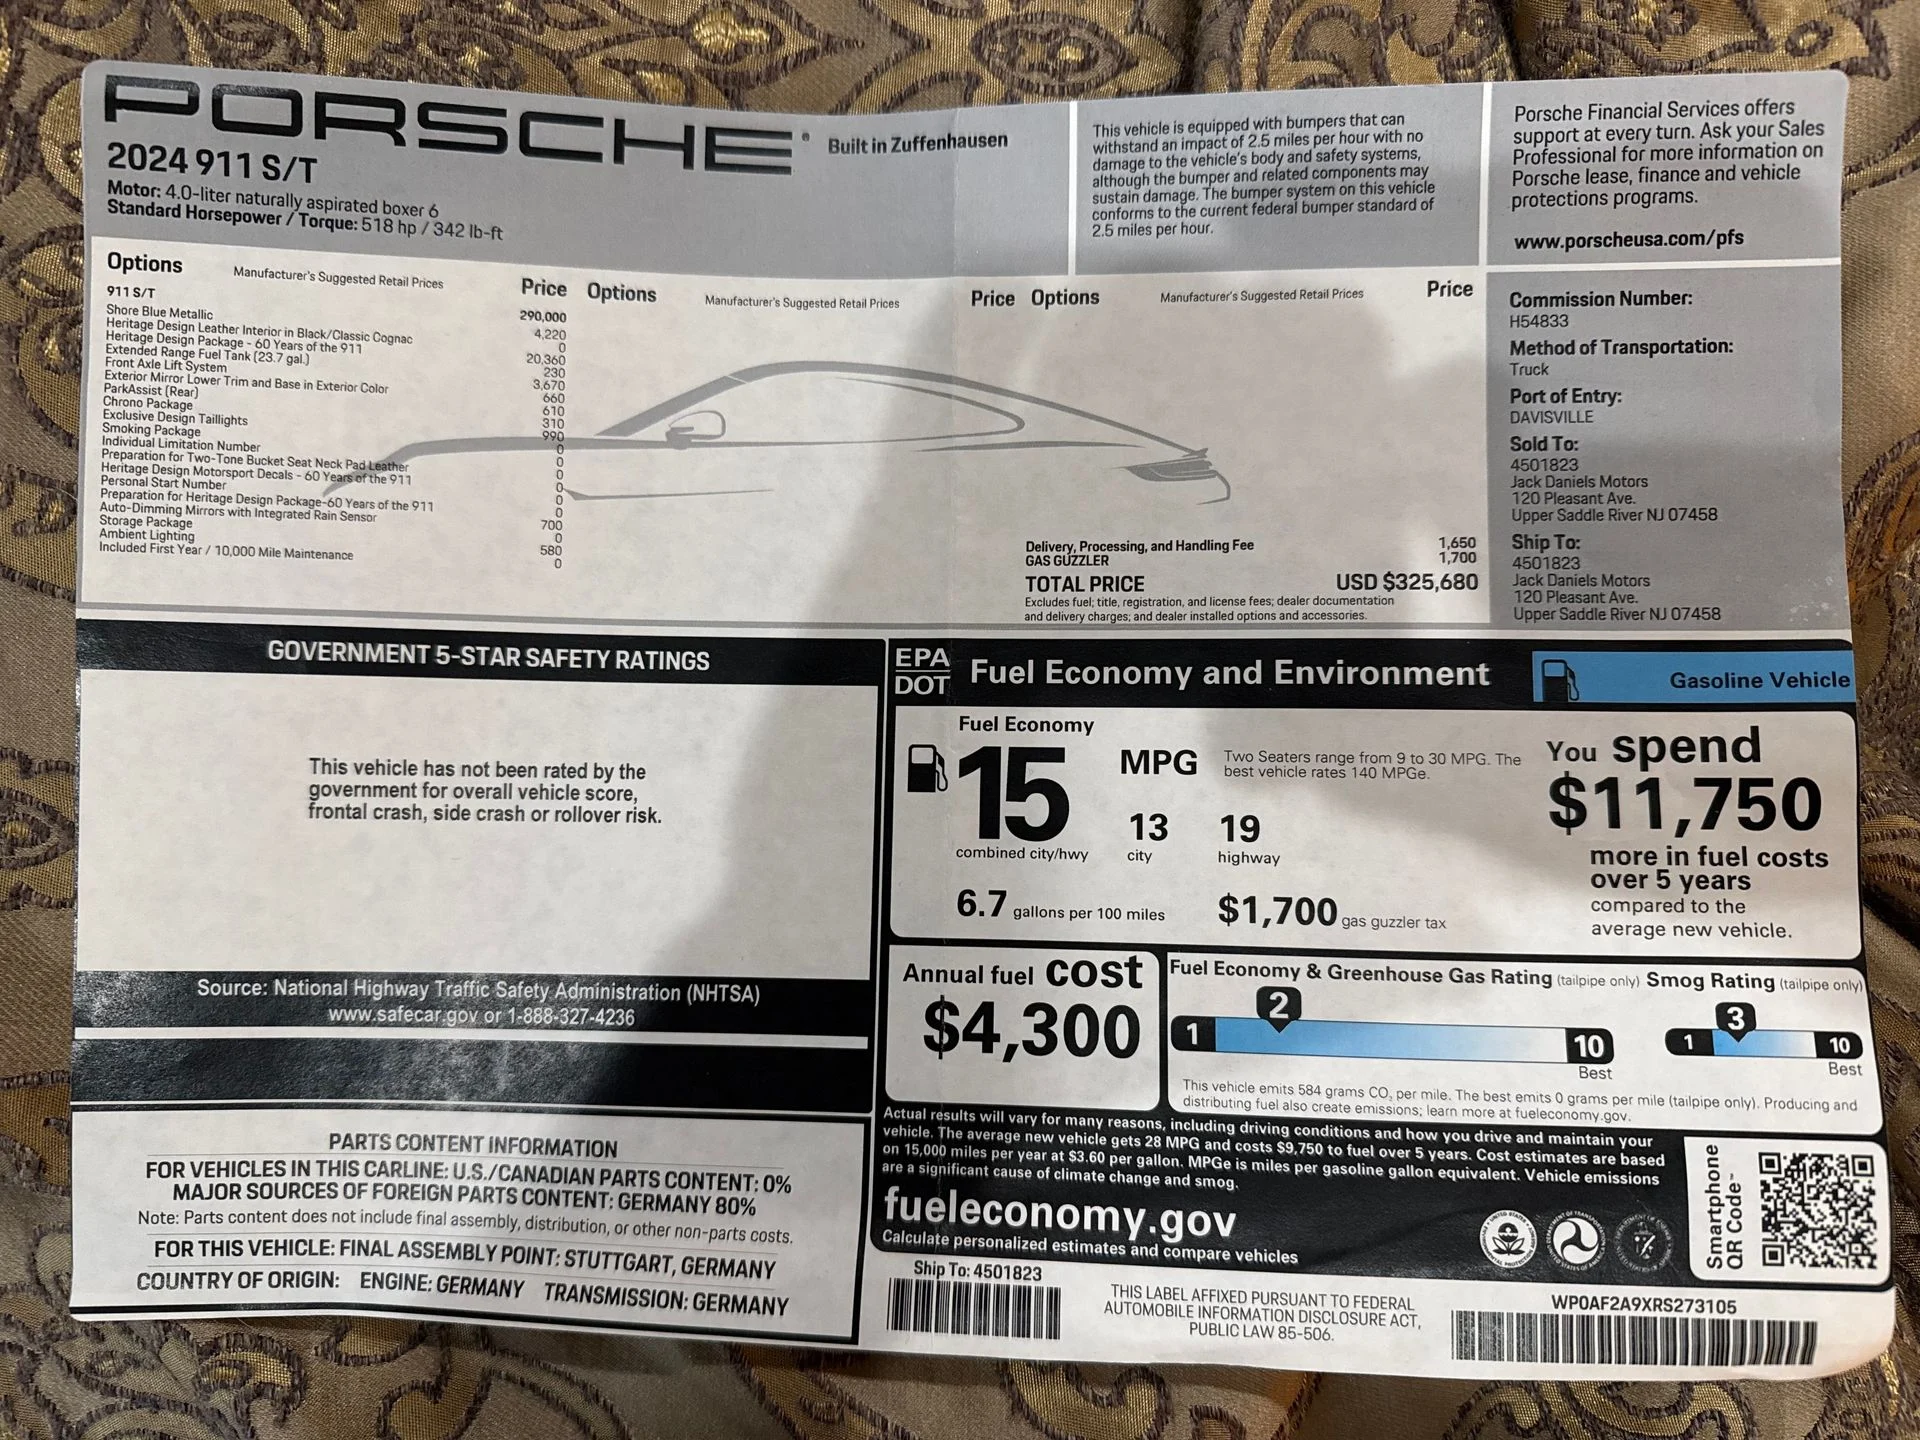 PORSCHE® Built in Zuffenhausen
2024 911 S/T
Motor: 4.0-liter naturally aspirated boxer 6
Standard Horsepower / Torque: 518 hp / 342 lb-ft
This vehicle is equipped with bumpers that can
withstand an impact of 2.5 miles per hour with no
damage to the vehicle's body and safety systems,
although the bumper and related components may
sustain damage. The bumper system on this vehicle
conforms to the current federal bumper standard of
2.5 miles per hour.
Porsche Financial Services offers
support at every turn. Ask your Sales
Professional for more information on
Porsche lease, finance and vehicle
protections programs.
www.porscheusa.com/pfs
Options Manufacturer's Suggested Retail Prices Price Options Manufacturer's Suggested Retail Prices Price Options Manufacturer's Suggested Retail Prices Price
911 S/T 290,000
Shore Blue Metallic 4,220
Heritage Design Leather Interior in Black/Classic Cognac 0
Heritage Design Package - 60 Years of the 911 20,360
Extended Range Fuel Tank (23.7 gal.) 230
Front Axle Lift System 3,670
Exterior Mirror Lower Trim and Base in Exterior Color 660
ParkAssist (Rear) 610
Chrono Package 310
Exclusive Design Taillights 990
Smoking Package 0
Individual Limitation Number 0
Preparation for Two-Tone Bucket Seat Neck Pad Leather 0
Heritage Design Motorsport Decals - 60 Years of the 911 0
Personal Start Number 0
Preparation for Heritage Design Package-60 Years of the 911 0
Auto-Dimming Mirrors with Integrated Rain Sensor 700
Storage Package 0
Ambient Lighting 580
Included First Year / 10,000 Mile Maintenance 0
Delivery, Processing, and Handling Fee 1,650
GAS GUZZLER 1,700
TOTAL PRICE USD $325,680
Excludes fuel; title, registration, and license fees; dealer documentation
and delivery charges; and dealer installed options and accessories.
Commission Number:
H54833
Method of Transportation:
Truck
Port of Entry:
DAVISVILLE
Sold To:
4501823
Jack Daniels Motors
120 Pleasant Ave.
Upper Saddle River NJ 07458
Ship To:
4501823
Jack Daniels Motors
120 Pleasant Ave.
Upper Saddle River NJ 07458
GOVERNMENT 5-STAR SAFETY RATINGS
This vehicle has not been rated by the
government for overall vehicle score,
frontal crash, side crash or rollover risk.
Source: National Highway Traffic Safety Administration (NHTSA)
www.safecar.gov or 1-888-327-4236
PARTS CONTENT INFORMATION
FOR VEHICLES IN THIS CARLINE: U.S./CANADIAN PARTS CONTENT: 0%
MAJOR SOURCES OF FOREIGN PARTS CONTENT: GERMANY 80%
Note: Parts content does not include final assembly, distribution, or other non-parts costs.
FOR THIS VEHICLE: FINAL ASSEMBLY POINT: STUTTGART, GERMANY
COUNTRY OF ORIGIN: ENGINE: GERMANY TRANSMISSION: GERMANY
EPA
DOT
Fuel Economy and Environment
Gasoline Vehicle
Fuel Economy
15 MPG
combined city/hwy
13
city
19
highway
Two Seaters range from 9 to 30 MPG. The
best vehicle rates 140 MPGe.
6.7 gallons per 100 miles
$1,700 gas guzzler tax
You spend
$11,750
more in fuel costs
over 5 years
compared to the
average new vehicle.
Annual fuel cost
$4,300
Fuel Economy & Greenhouse Gas Rating (tailpipe only) Smog Rating (tailpipe only)
2
1 10
Best
3
1 10
Best
This vehicle emits 584 grams CO₂ per mile. The best emits 0 grams per mile (tailpipe only). Producing and
distributing fuel also create emissions; learn more at fueleconomy.gov.
Actual results will vary for many reasons, including driving conditions and how you drive and maintain your
vehicle. The average new vehicle gets 28 MPG and costs $9,750 to fuel over 5 years. Cost estimates are based
on 15,000 miles per year at $3.60 per gallon. MPGe is miles per gasoline gallon equivalent. Vehicle emissions
are a significant cause of climate change and smog.
fueleconomy.gov
Calculate personalized estimates and compare vehicles
Smartphone
QR Code™
Ship To: 4501823
THIS LABEL AFFIXED PURSUANT TO FEDERAL
AUTOMOBILE INFORMATION DISCLOSURE ACT,
PUBLIC LAW 85-506.
WP0AF2A9XRS273105